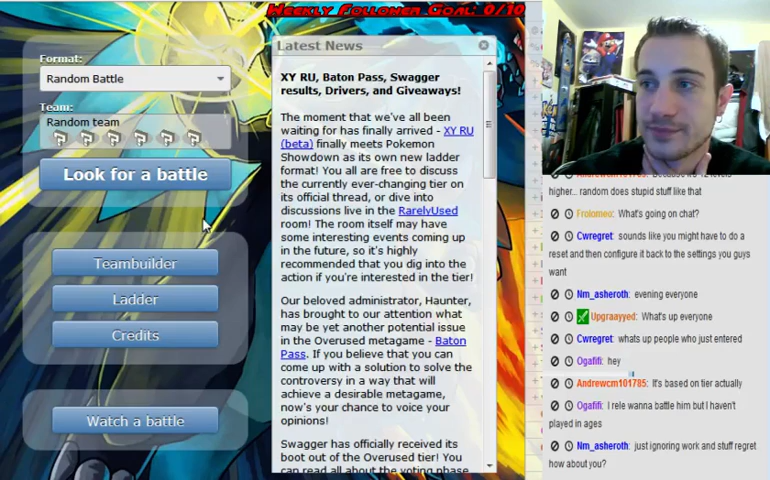 Weekly Follower Goal: 0/10
Format:
Random Battle
Team:
Random team
Look for a battle
Teambuilder
Ladder
Credits
Watch a battle
Latest News
XY RU, Baton Pass, Swagger
results, Drivers, and Giveaways!
The moment that we've all been
waiting for has finally arrived - XY RU
(beta) finally meets Pokemon
Showdown as its own new ladder
format! You all are free to discuss
the currently ever-changing tier on
its official thread, or dive into
discussions live in the RarelyUsed
room! The room itself may have
some interesting events coming up
in the future, so it's highly
recommended that you dig into the
action if you're interested in the tier!
Our beloved administrator, Haunter,
has brought to our attention what
may be yet another potential issue
in the Overused metagame - Baton
Pass. If you believe that you can
come up with a solution to solve the
controversy in a way that will
achieve a desirable metagame,
now's your chance to voice your
opinions!
Swagger has officially received its
boot out of the Overused tier! You
can read all about the voting phase
higher... random does stupid stuff like that
Frolomeo: What's going on chat?
Cwregret: sounds like you might have to do a
reset and then configure it back to the settings you guys
want
Nm_asheroth: evening everyone
Upgraayyed: What's up everyone
Cwregret: whats up people who just entered
Ogafifi: hey
Andrewcm101785: It's based on tier actually
Ogafifi: I rele wanna battle him but I haven't
played in ages
Nm_asheroth: just ignoring work and stuff regret
how about you?